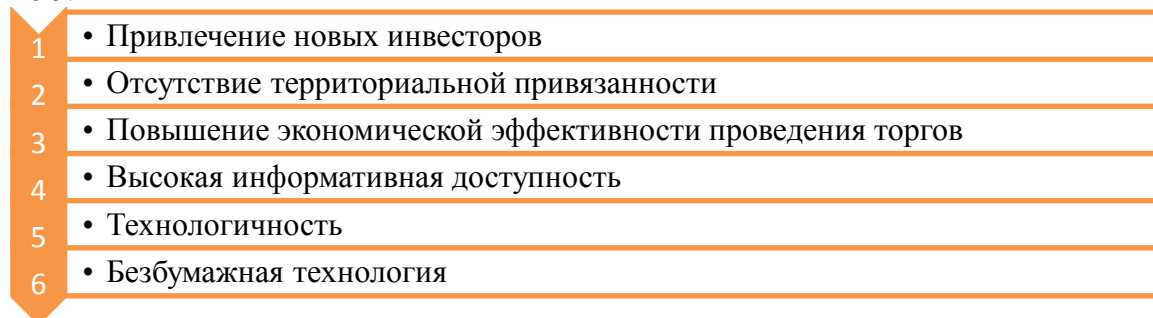 1 • Привлечение новых инвесторов
2 • Отсутствие территориальной привязанности
3 • Повышение экономической эффективности проведения торгов
4 • Высокая информативная доступность
5 • Технологичность
6 • Безбумажная технология